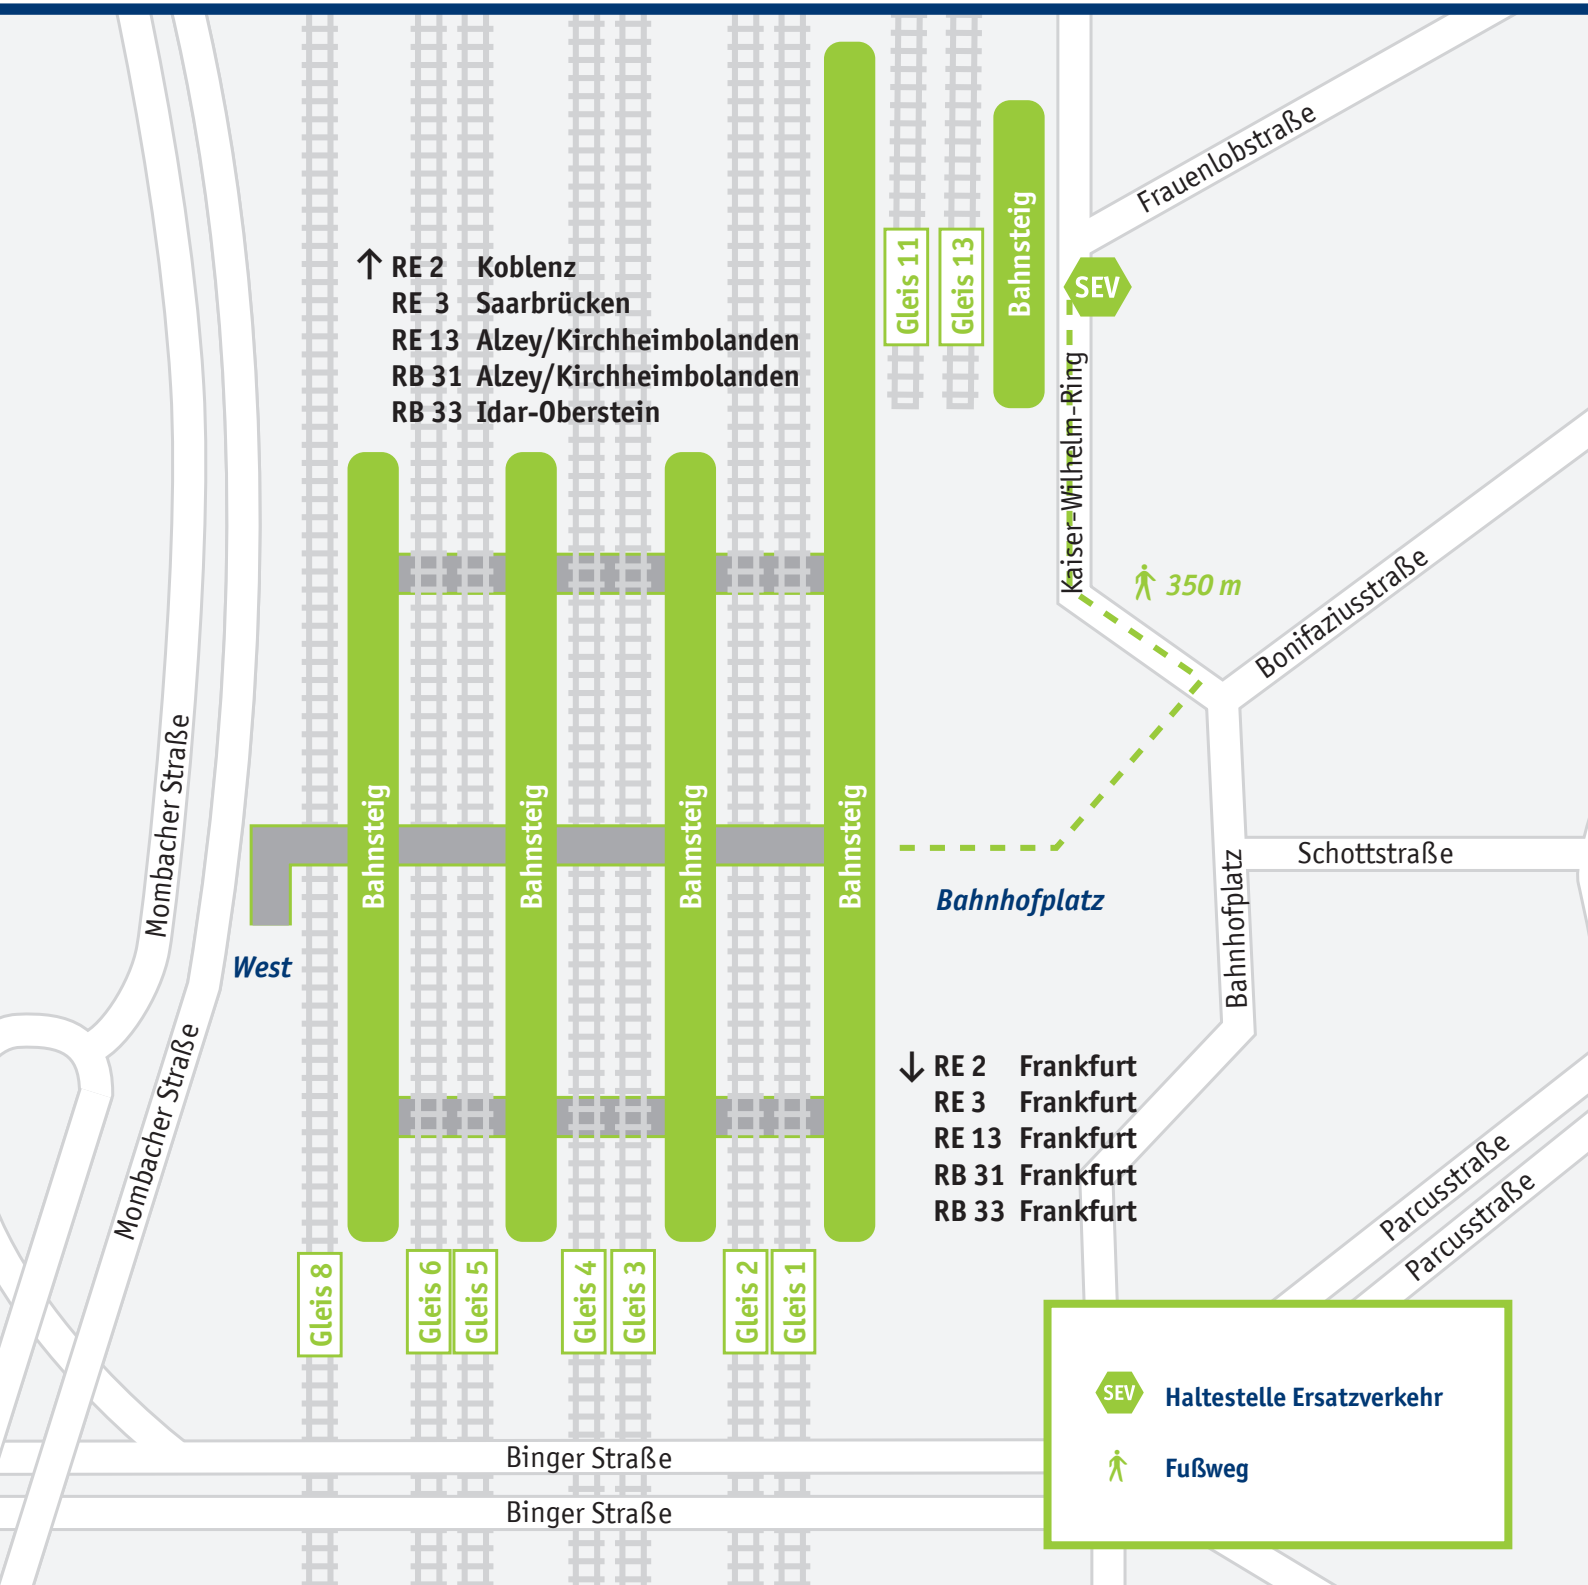 Frauenlobstraße
Gleis 11
Gleis 13
Bahnsteig
SEV
↑ RE 2 Koblenz
RE 3 Saarbrücken
RE 13 Alzey/Kirchheimbolanden
RB 31 Alzey/Kirchheimbolanden
RB 33 Idar-Oberstein
Kaiser-Wilhelm-Ring
350 m
Bonifaziusstraße
Mombacher Straße
Bahnsteig
Bahnsteig
Bahnsteig
Bahnsteig
Schottstraße
Bahnhofplatz
Bahnhofplatz
West
Mombacher Straße
↓ RE 2 Frankfurt
RE 3 Frankfurt
RE 13 Frankfurt
RB 31 Frankfurt
RB 33 Frankfurt
Parcusstraße
Parcusstraße
Gleis 8
Gleis 6
Gleis 5
Gleis 4
Gleis 3
Gleis 2
Gleis 1
SEV Haltestelle Ersatzverkehr
Fußweg
Binger Straße
Binger Straße